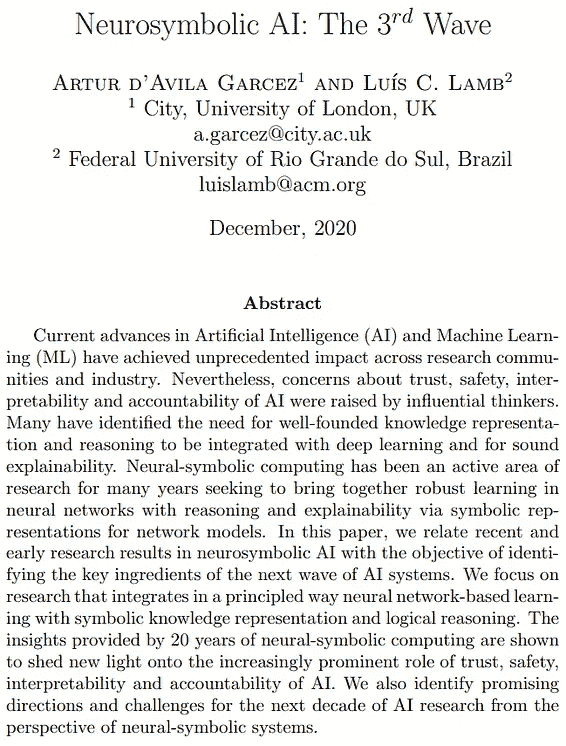 Neurosymbolic AI: The 3rd Wave
Artur d'Avila Garcez1 and Luís C. Lamb2
1 City, University of London, UK
a.garcez@city.ac.uk
2 Federal University of Rio Grande do Sul, Brazil
luislamb@acm.org
December, 2020
Abstract
Current advances in Artificial Intelligence (AI) and Machine Learn-
ing (ML) have achieved unprecedented impact across research commu-
nities and industry. Nevertheless, concerns about trust, safety, inter-
pretability and accountability of AI were raised by influential thinkers.
Many have identified the need for well-founded knowledge representa-
tion and reasoning to be integrated with deep learning and for sound
explainability. Neural-symbolic computing has been an active area of
research for many years seeking to bring together robust learning in
neural networks with reasoning and explainability via symbolic rep-
resentations for network models. In this paper, we relate recent and
early research results in neurosymbolic AI with the objective of identi-
fying the key ingredients of the next wave of AI systems. We focus on
research that integrates in a principled way neural network-based learn-
ing with symbolic knowledge representation and logical reasoning. The
insights provided by 20 years of neural-symbolic computing are shown
to shed new light onto the increasingly prominent role of trust, safety,
interpretability and accountability of AI. We also identify promising
directions and challenges for the next decade of AI research from the
perspective of neural-symbolic systems.